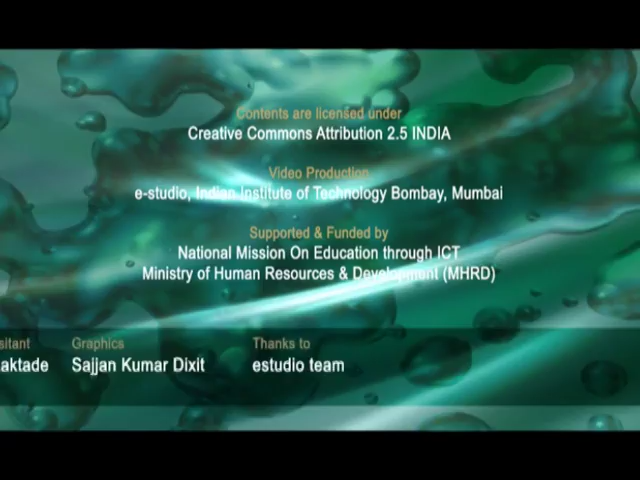 Contents are licensed under
Creative Commons Attribution 2.5 INDIA
Video Production
e-studio, Indian Institute of Technology Bombay, Mumbai
Supported & Funded by
National Mission On Education through ICT
Ministry of Human Resources & Development (MHRD)
sitant Graphics Thanks to
aktade Sajjan Kumar Dixit estudio team